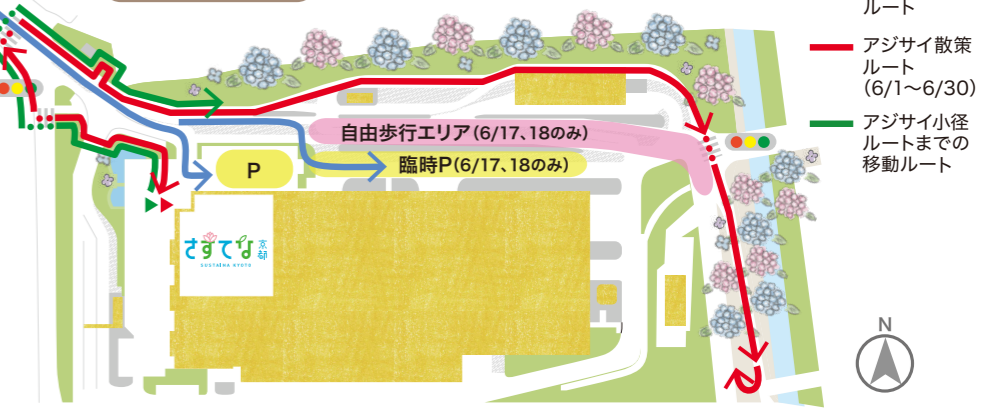 ルート
アジサイ散策
ルート
(6/1～6/30)
アジサイ小径
ルートまでの
移動ルート
自由歩行エリア(6/17、18のみ)
臨時P(6/17、18のみ)
P
さすてな京都
SUSTAINA KYOTO
N